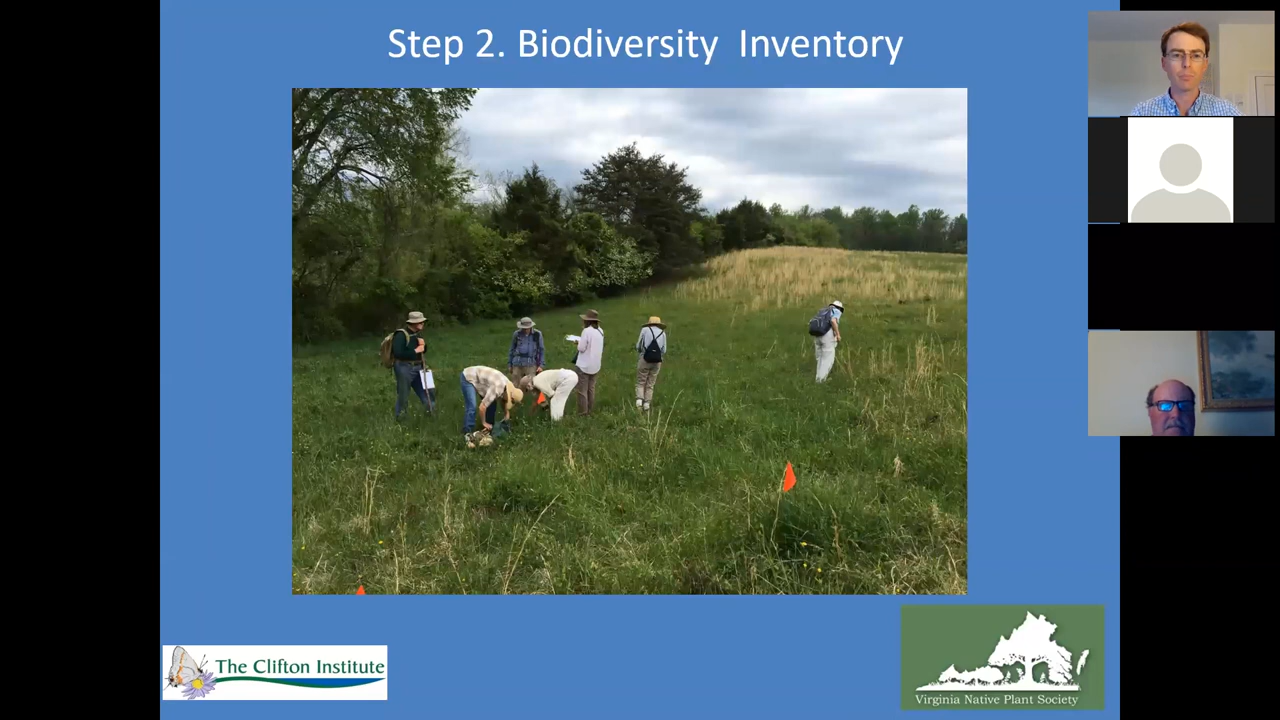 Step 2. Biodiversity Inventory
The Clifton Institute
Virginia Native Plant Society